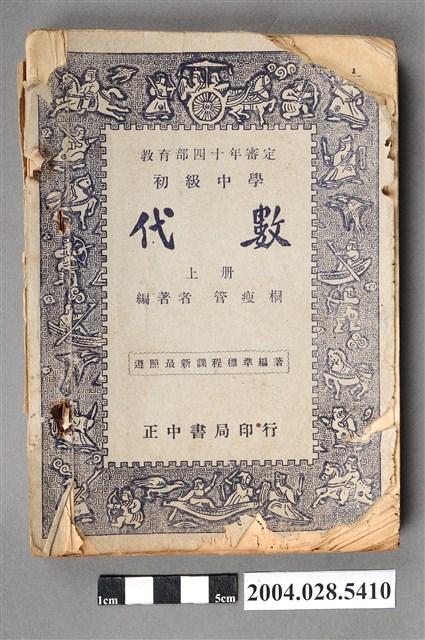 教育部四十年審定
初級中學
代數
上册
編著者 管瘦桐
遵照最新課程標準編著
正中書局印行
1cm 5cm
2004.028.5410